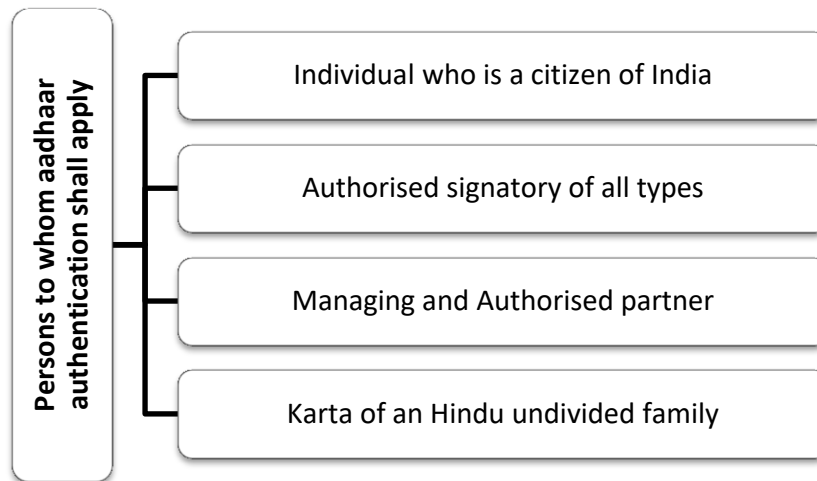 Persons to whom aadhaar
authentication shall apply
Individual who is a citizen of India
Authorised signatory of all types
Managing and Authorised partner
Karta of an Hindu undivided family